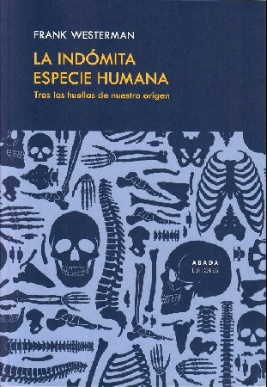 FRANK WESTERMAN
LA INDÓMITA
ESPECIE HUMANA
Tras las huellas de nuestro origen
ABADA
EDITORES